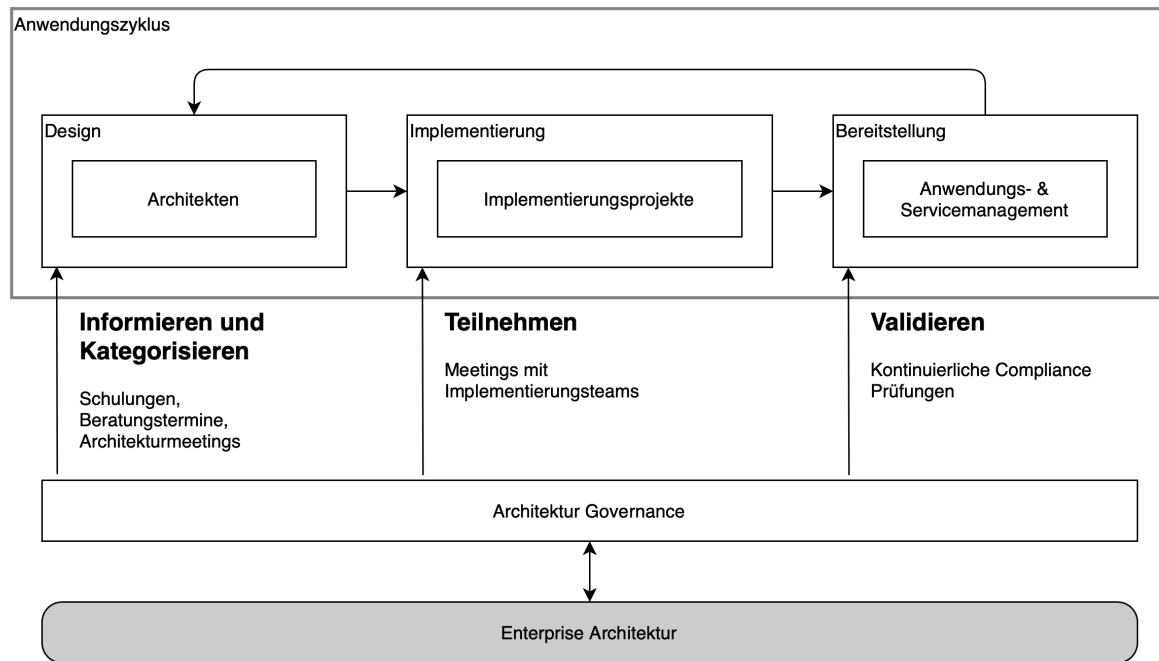 Anwendungszyklus
Design
Architekten
Implementierung
Implementierungsprojekte
Bereitstellung
Anwendungs- &
Servicemanagement
Informieren und
Kategorisieren
Schulungen,
Beratungstermine,
Architekturmeetings
Teilnehmen
Meetings mit
Implementierungsteams
Validieren
Kontinuierliche Compliance
Prüfungen
Architektur Governance
Enterprise Architektur